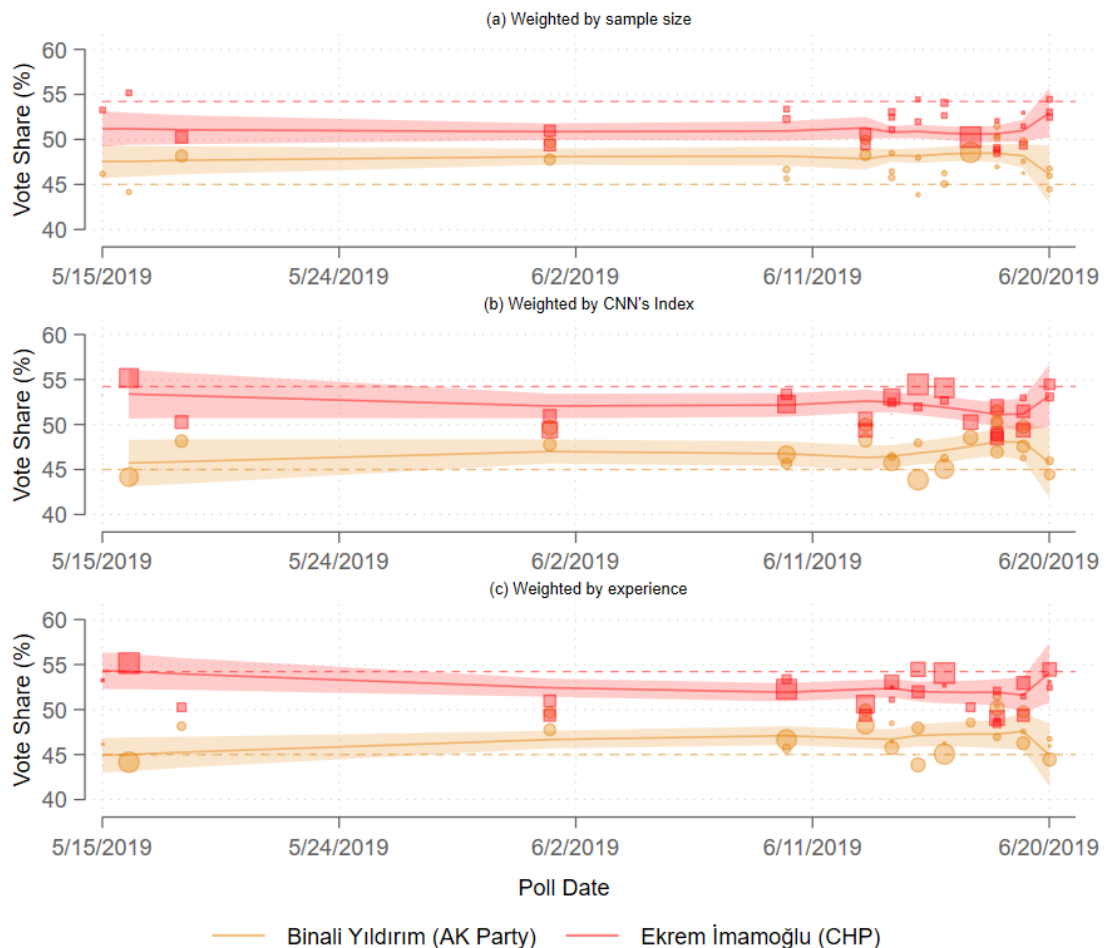 (a) Weighted by sample size
60
55
50
45
40
Vote Share (%)
5/15/2019 5/24/2019 6/2/2019 6/11/2019 6/20/2019
(b) Weighted by CNN's Index
60
55
50
45
40
Vote Share (%)
5/15/2019 5/24/2019 6/2/2019 6/11/2019 6/20/2019
(c) Weighted by experience
60
55
50
45
40
Vote Share (%)
5/15/2019 5/24/2019 6/2/2019 6/11/2019 6/20/2019
Poll Date
Binali Yıldırım (AK Party) Ekrem İmamoğlu (CHP)